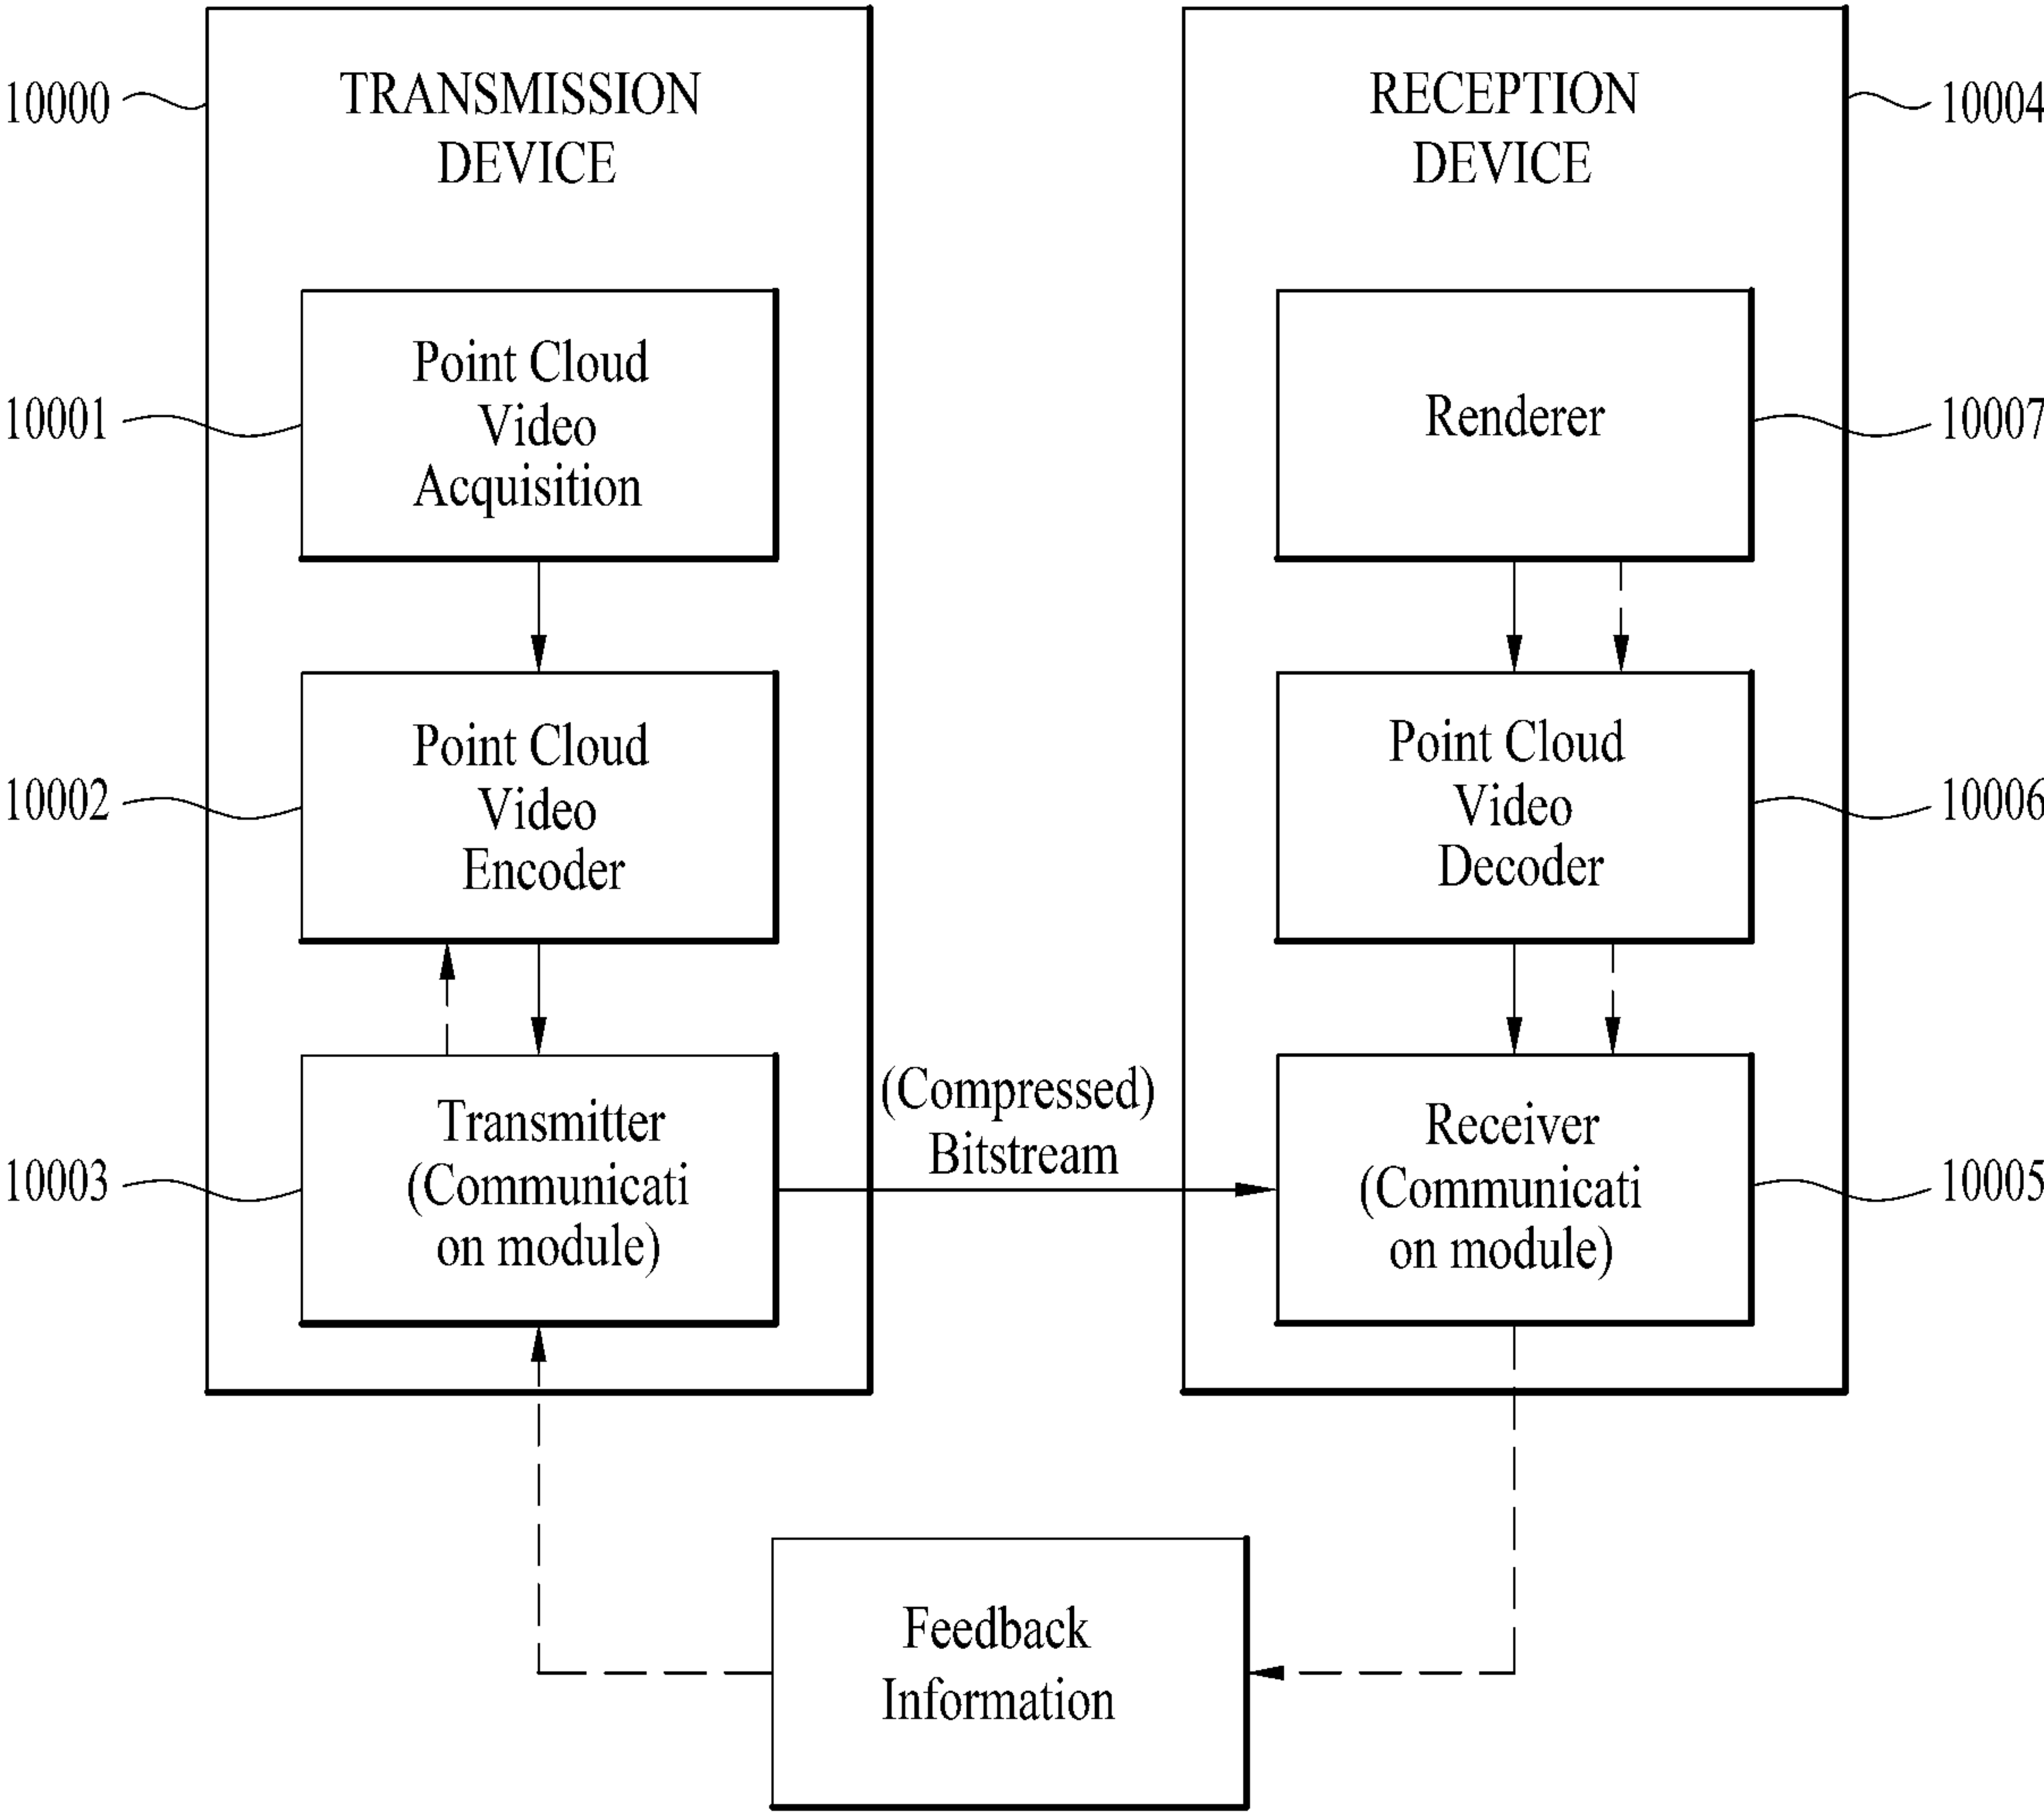 10000
TRANSMISSION
DEVICE
10001
Point Cloud
Video
Acquisition
10002
Point Cloud
Video
Encoder
10003
Transmitter
(Communicati
on module)
(Compressed)
Bitstream
RECEPTION
DEVICE
10004
Renderer
10007
Point Cloud
Video
Decoder
10006
Receiver
(Communicati
on module)
10005
Feedback
Information